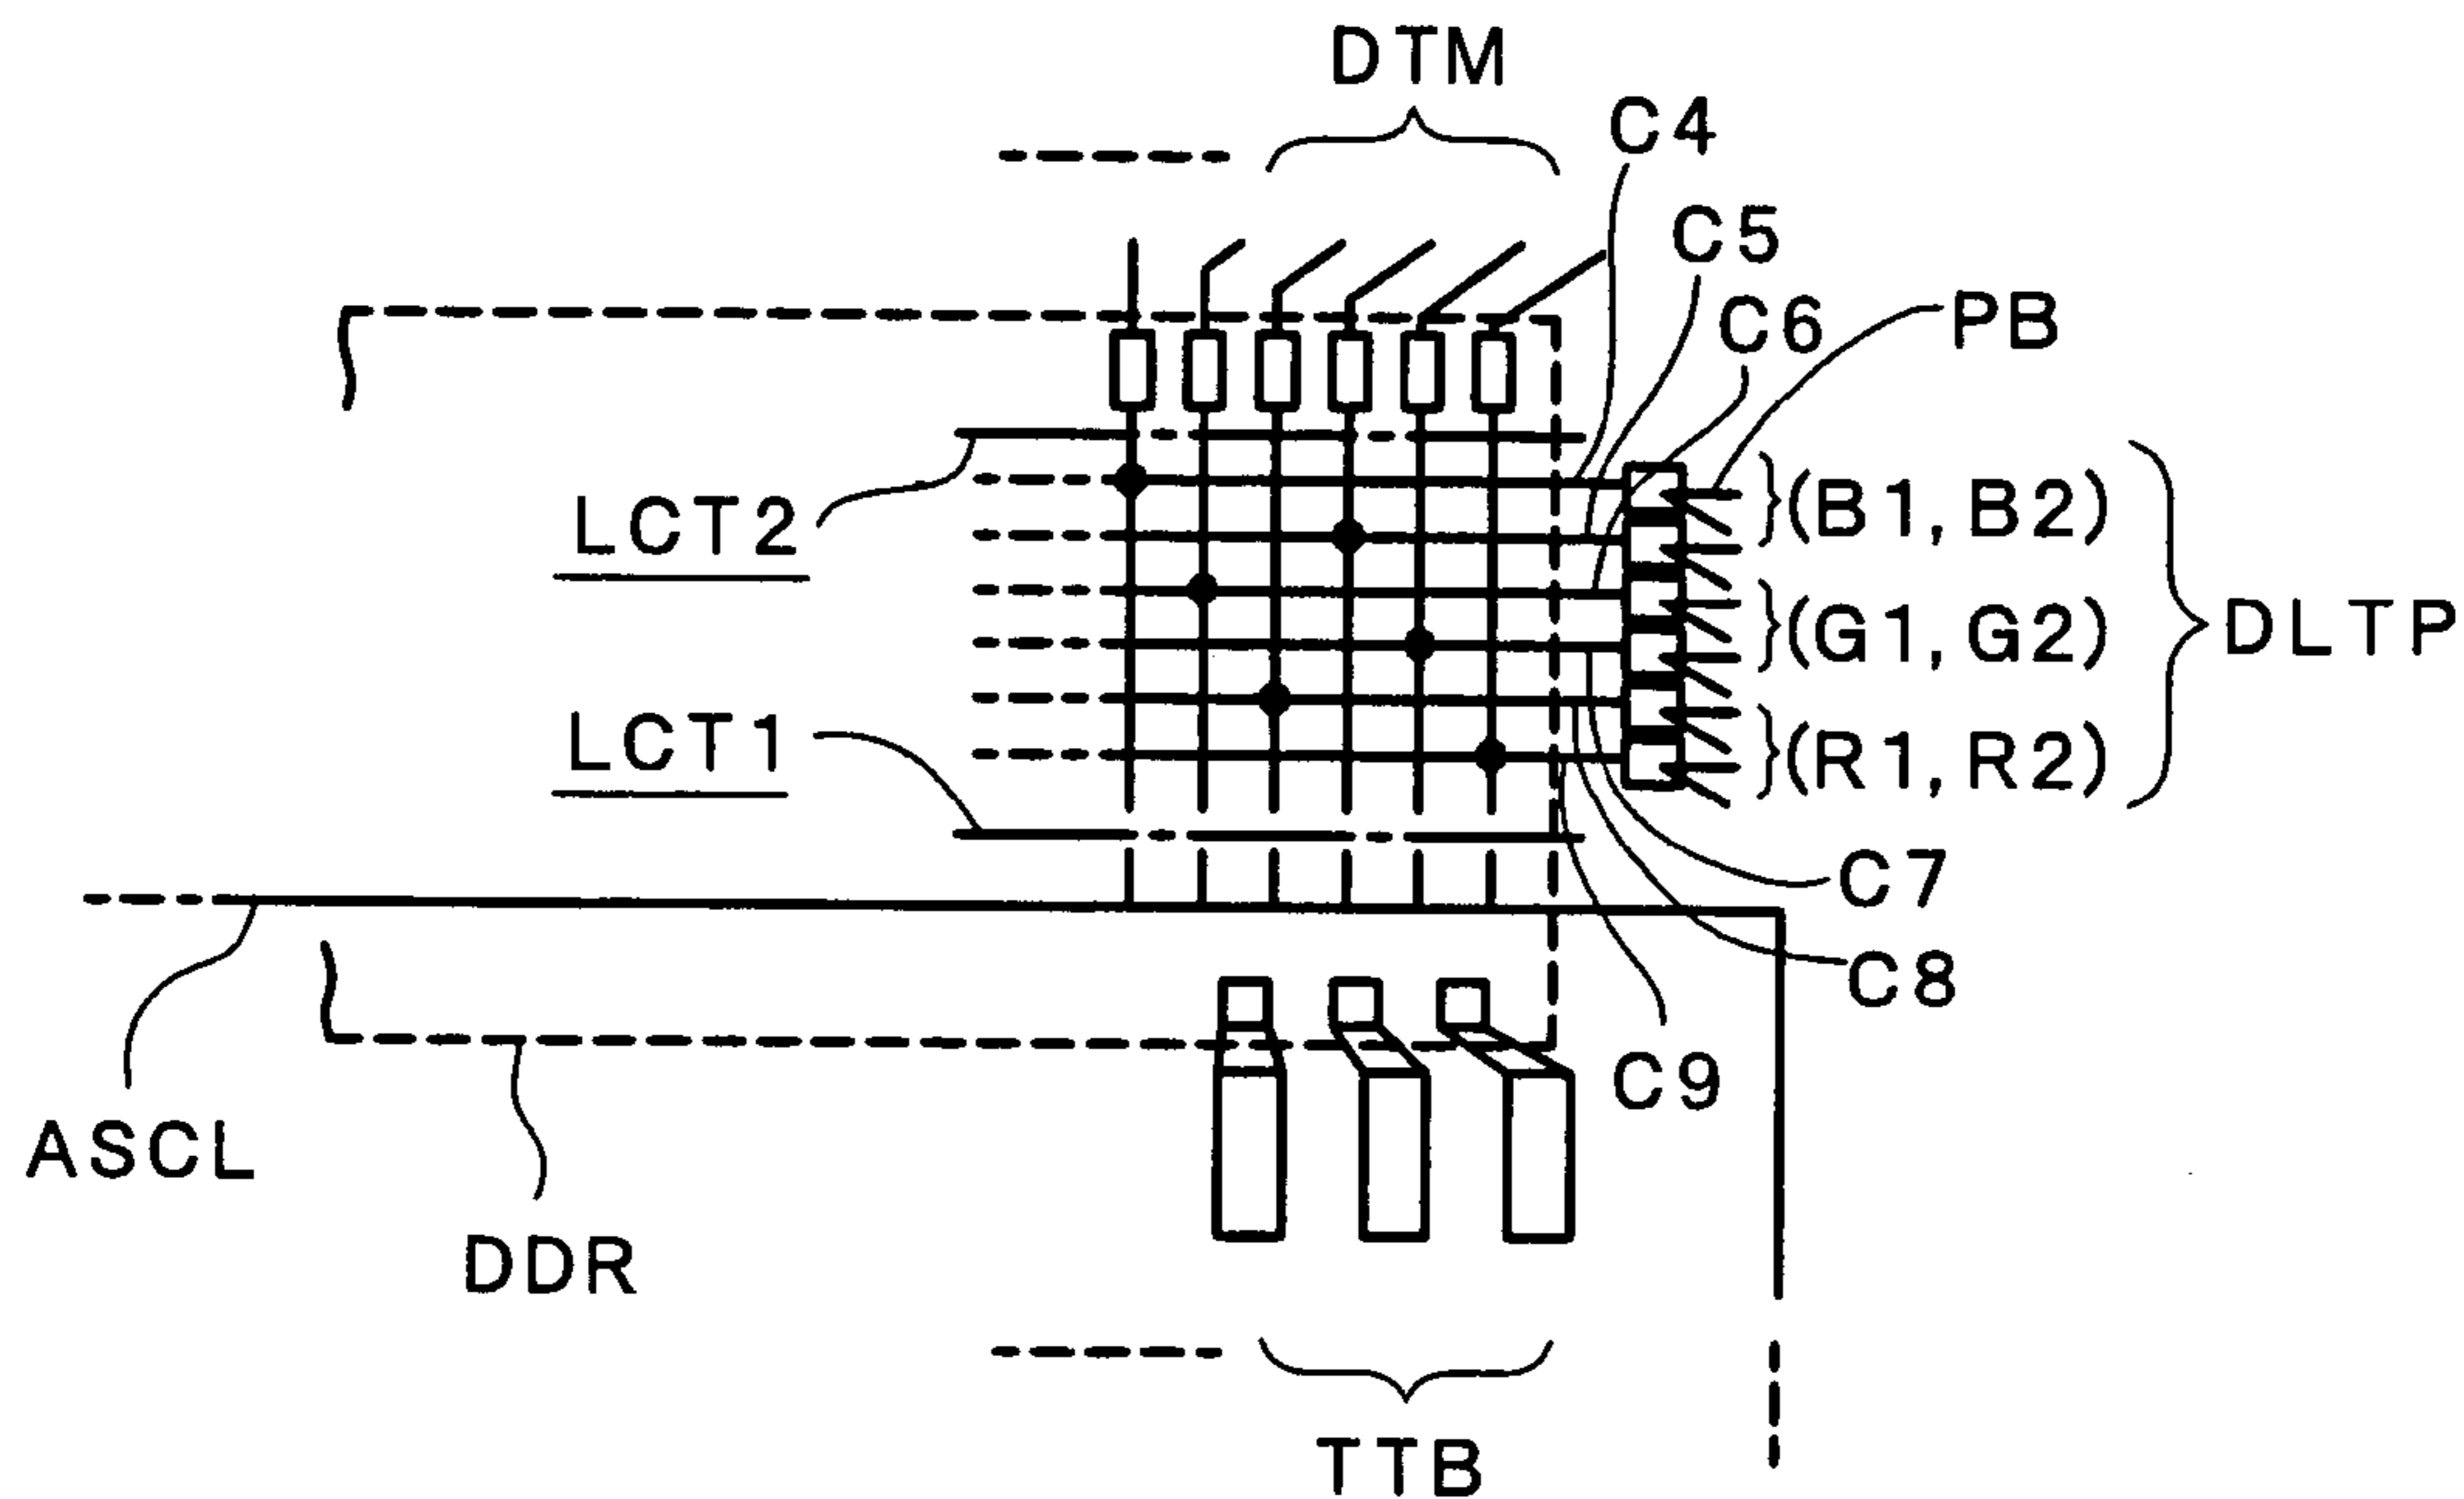 DTM
C4
C5
C6
PB
LCT2
(B1, B2)
(G1, G2)
DLTP
LCT1
(R1, R2)
C7
C8
C9
ASCL
DDR
TTB